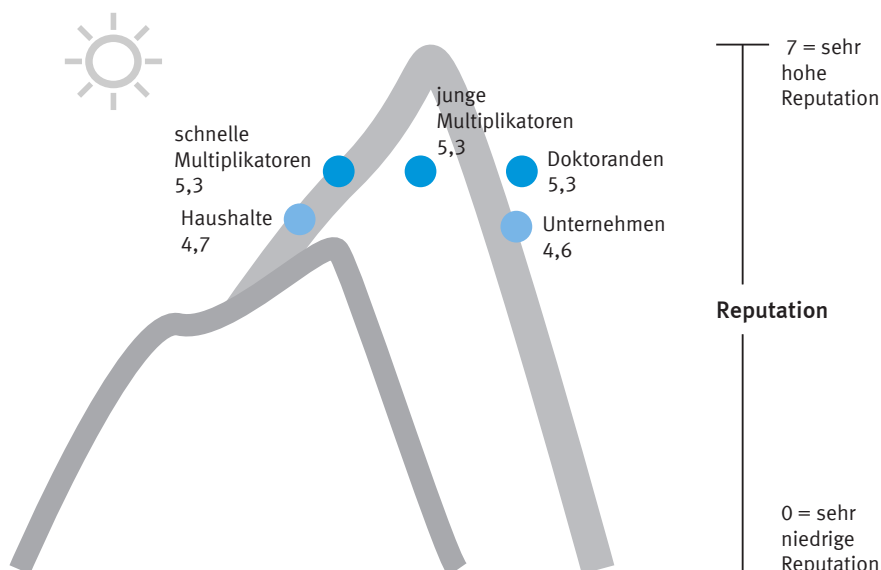 schnelle
Multiplikatoren
5,3
junge
Multiplikatoren
5,3
Doktoranden
5,3
Haushalte
4,7
Unternehmen
4,6
7 = sehr
hohe
Reputation
Reputation
0 = sehr
niedrige
Reputation